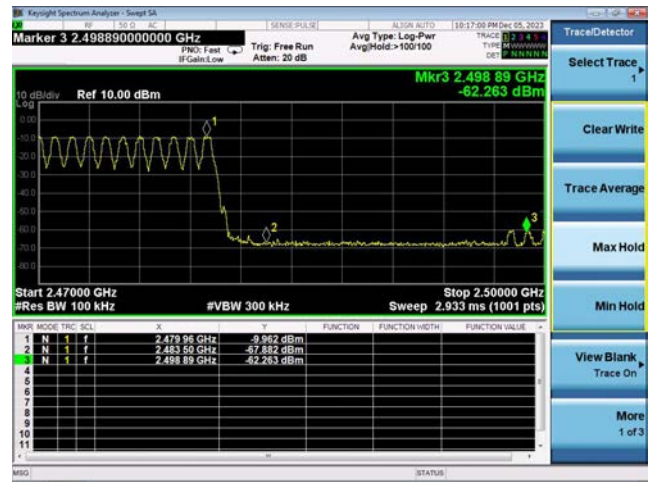 Keysight Spectrum Analyzer - Swept SA
RF 50 Ω AC SENSE:PULSE ALIGN AUTO 10:17:00 PM Dec 05, 2023
Marker 3 2.498890000000 GHz
PNO: Fast
IFGain:Low
Trig: Free Run
Atten: 20 dB
Avg Type: Log-Pwr
Avg|Hold:>100/100
TRACE 1 2 3 4 5 6
TYPE M WWWWW
DET P NNNNN
Mkr3 2.498 89 GHz
-62.263 dBm
10 dB/div Ref 10.00 dBm
Log
0.00
-10.0
-20.0
-30.0
-40.0
-50.0
-60.0
-70.0
-80.0
1
2
3
Start 2.47000 GHz Stop 2.50000 GHz
#Res BW 100 kHz #VBW 300 kHz Sweep 2.933 ms (1001 pts)
MKR MODE TRC SCL X Y FUNCTION FUNCTION WIDTH FUNCTION VALUE
1 N 1 f 2.479 96 GHz -9.962 dBm
2 N 1 f 2.483 50 GHz -67.882 dBm
3 N 1 f 2.498 89 GHz -62.263 dBm
4
5
6
7
8
9
10
11
MSG STATUS
Trace/Detector
Select Trace
1
Clear Write
Trace Average
Max Hold
Min Hold
View Blank
Trace On
More
1 of 3